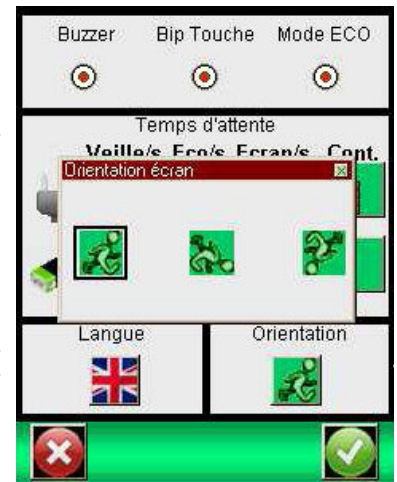 Buzzer Bip Touche Mode ECO
Temps d'attente
Veille/s Eco/s Ecran/s Cont.
Orientation écran
Langue Orientation